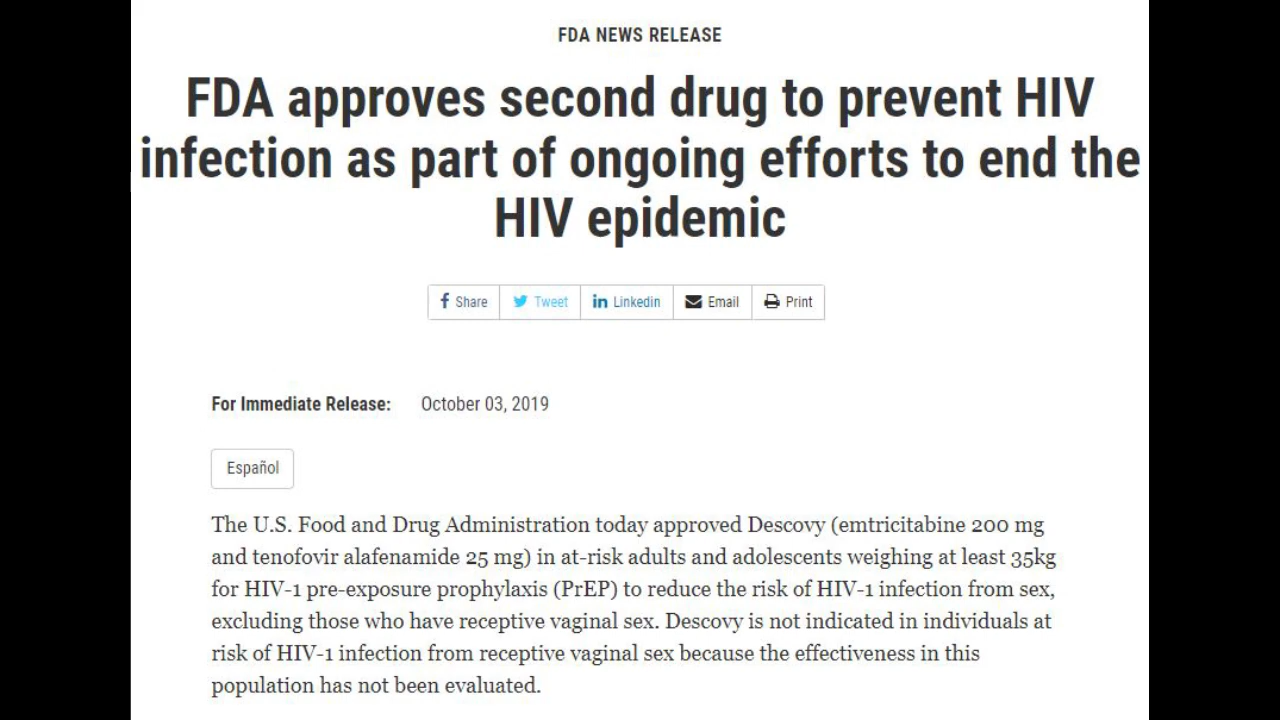 FDA NEWS RELEASE
FDA approves second drug to prevent HIV
infection as part of ongoing efforts to end the
HIV epidemic
Share Tweet Linkedin Email Print
For Immediate Release: October 03, 2019
Español
The U.S. Food and Drug Administration today approved Descovy (emtricitabine 200 mg
and tenofovir alafenamide 25 mg) in at-risk adults and adolescents weighing at least 35kg
for HIV-1 pre-exposure prophylaxis (PrEP) to reduce the risk of HIV-1 infection from sex,
excluding those who have receptive vaginal sex. Descovy is not indicated in individuals at
risk of HIV-1 infection from receptive vaginal sex because the effectiveness in this
population has not been evaluated.